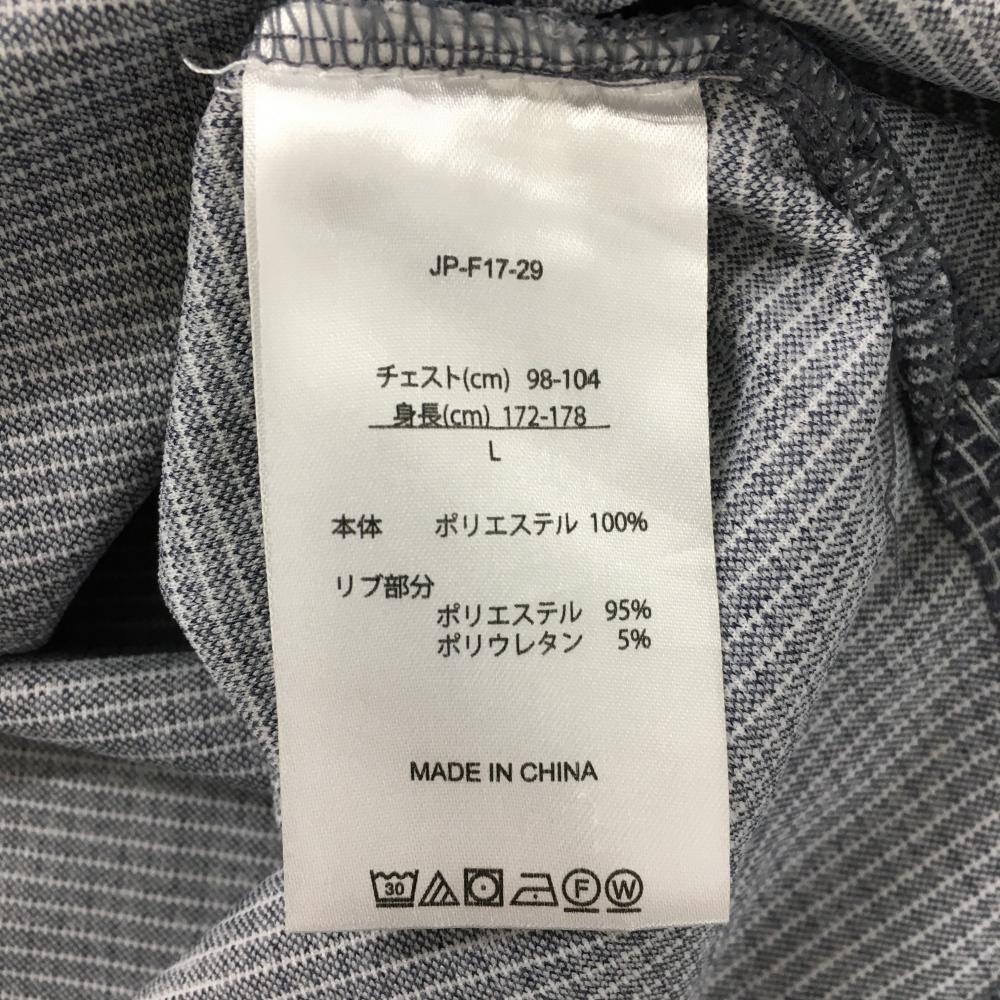 JP-F17-29
チェスト(cm) 98-104
身長(cm) 172-178
L
本体 ポリエステル 100%
リブ部分
ポリエステル 95%
ポリウレタン 5%
MADE IN CHINA
30 F W